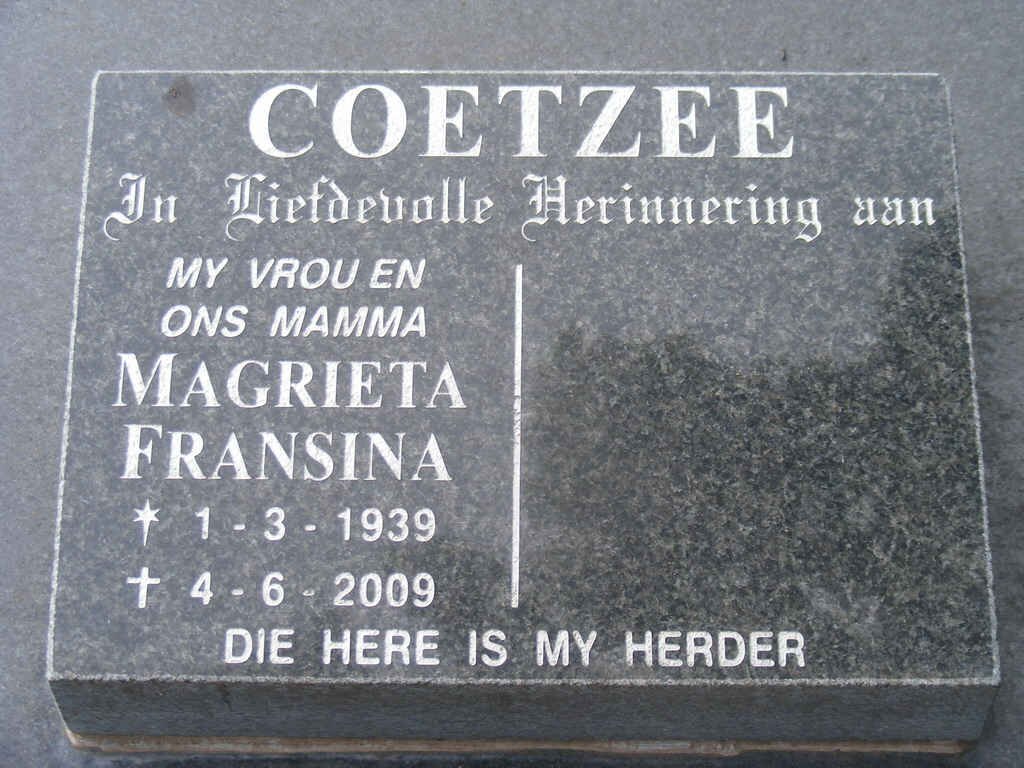 COETZEE
In Liefdevolle Herinnering aan
MY VROU EN
ONS MAMMA
MAGRIETA
FRANSINA
1 - 3 - 1939
4 - 6 - 2009
DIE HERE IS MY HERDER